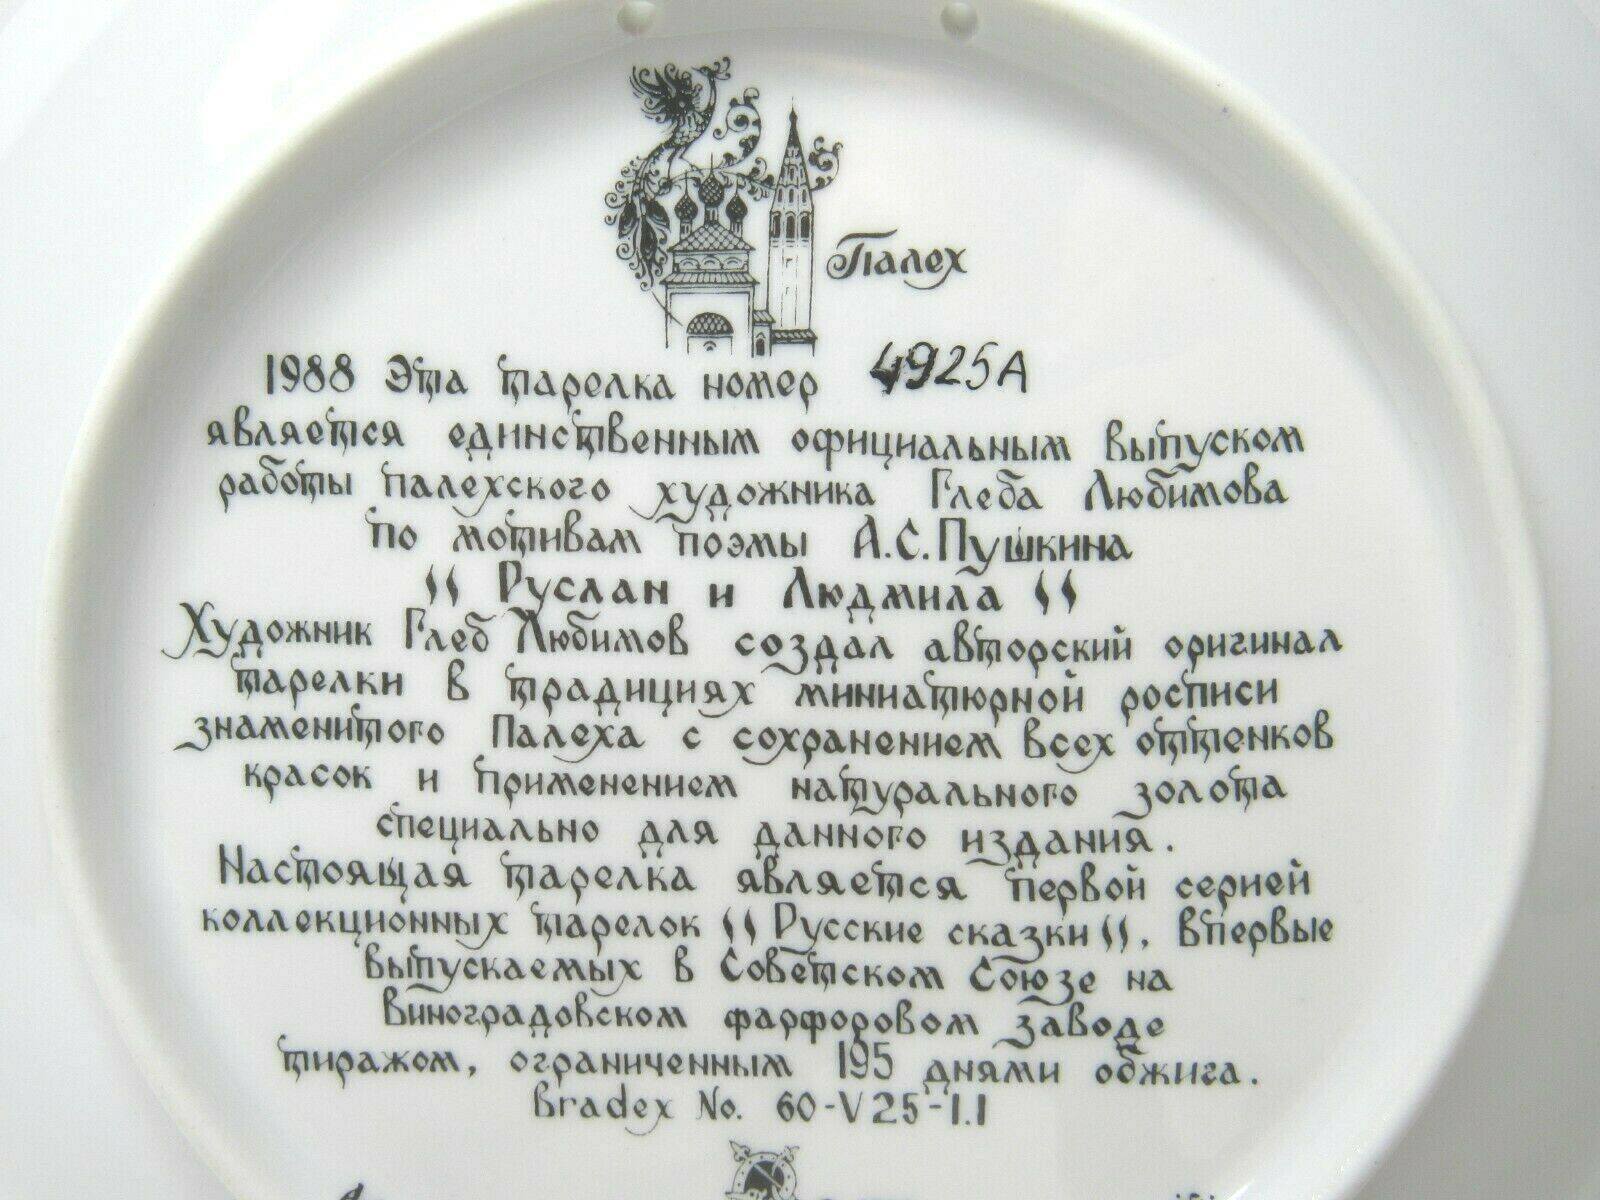 Палех
1988 Эта тарелка номер 4925А
является единственным официальным выпуском
работы палехского художника Глеба Любимова
по мотивам поэмы А.С.Пушкина
"Руслан и Людмила"
Художник Глеб Любимов создал авторский оригинал
тарелки в традициях миниатюрной росписи
знаменитого Палеха с сохранением всех оттенков
красок и применением натурального золота
специально для данного издания.
Настоящая тарелка является первой серией
коллекционных тарелок "Русские сказки", впервые
выпускаемых в Советском Союзе на
Виноградовском фарфоровом заводе
тиражом, ограниченным 195 днями обжига.
Bradex No. 60-V25-1.1